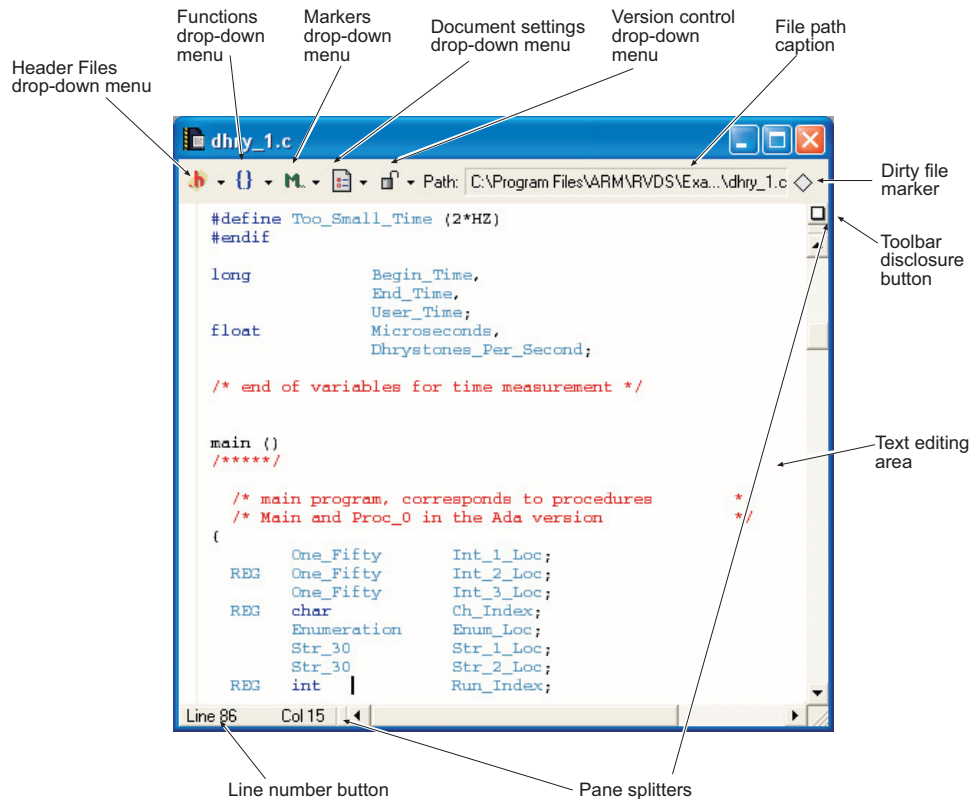 Functions
drop-down
menu
Markers
drop-down
menu
Document settings
drop-down menu
Version control
drop-down
menu
File path
caption
Header Files
drop-down menu
dhry_1.c
.h {} M.. Path: C:\Program Files\ARM\RVDS\Exa...\dhry_1.c
Dirty file
marker
Toolbar
disclosure
button
#define Too_Small_Time (2*HZ)
#endif
long Begin_Time,
End_Time,
User_Time;
float Microseconds,
Dhrystones_Per_Second;
/* end of variables for time measurement */
main ()
/*****/
/* main program, corresponds to procedures *
/* Main and Proc_0 in the Ada version */
{
One_Fifty Int_1_Loc;
REG One_Fifty Int_2_Loc;
One_Fifty Int_3_Loc;
REG char Ch_Index;
Enumeration Enum_Loc;
Str_30 Str_1_Loc;
Str_30 Str_2_Loc;
REG int Run_Index;
Text editing
area
Line 86 Col 15
Line number button
Pane splitters